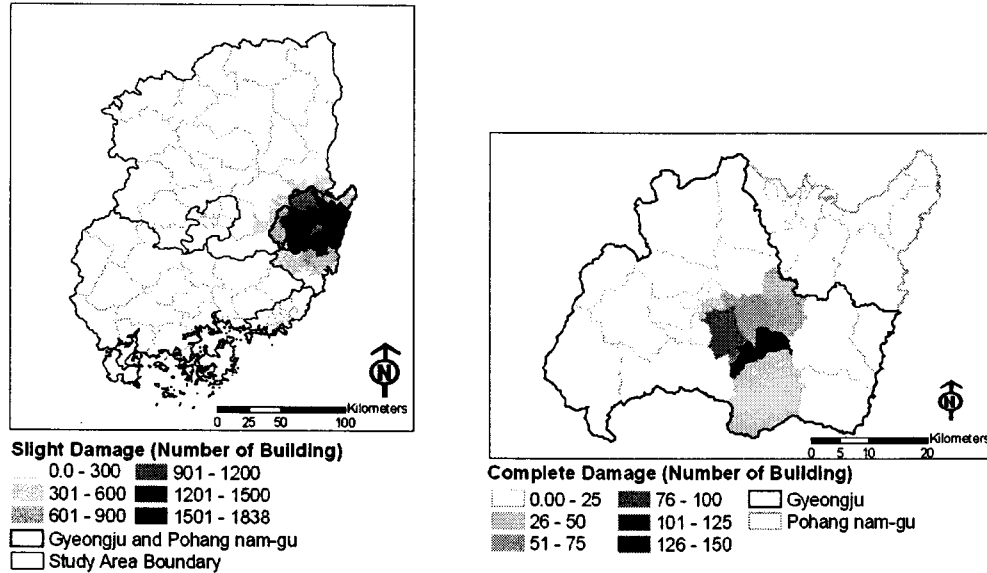 N
Kilometers
0 25 50 100
Slight Damage (Number of Building)
0.0 - 300
901 - 1200
301 - 600
1201 - 1500
601 - 900
1501 - 1838
Gyeongju and Pohang nam-gu
Study Area Boundary
N
Kilometers
0 5 10 20
Complete Damage (Number of Building)
0.00 - 25
76 - 100
Gyeongju
26 - 50
101 - 125
Pohang nam-gu
51 - 75
126 - 150